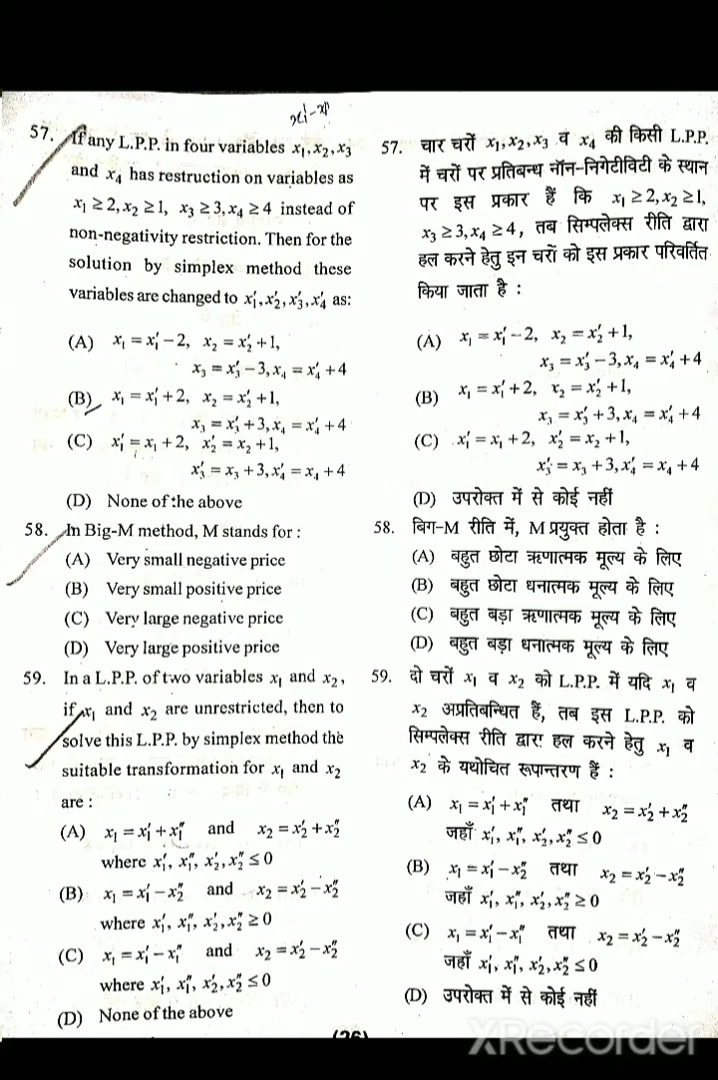 x₁'-x₁"
57. If any L.P.P. in four variables x₁, x₂, x₃
and x₄ has restruction on variables as
x₁ ≥ 2, x₂ ≥ 1, x₃ ≥ 3, x₄ ≥ 4 instead of
non-negativity restriction. Then for the
solution by simplex method these
variables are changed to x₁′, x₂′, x₃′, x₄′ as:
(A) x₁ = x₁′ − 2, x₂ = x₂′ + 1,
x₃ = x₃′ − 3, x₄ = x₄′ + 4
(B) x₁ = x₁′ + 2, x₂ = x₂′ + 1,
x₃ = x₃′ + 3, x₄ = x₄′ + 4
(C) x₁′ = x₁ + 2, x₂′ = x₂ + 1,
x₃′ = x₃ + 3, x₄′ = x₄ + 4
(D) None of the above
58. In Big-M method, M stands for :
(A) Very small negative price
(B) Very small positive price
(C) Very large negative price
(D) Very large positive price
59. In a L.P.P. of two variables x₁ and x₂,
if x₁ and x₂ are unrestricted, then to
solve this L.P.P. by simplex method the
suitable transformation for x₁ and x₂
are :
(A) x₁ = x₁′ + x₁″ and x₂ = x₂′ + x₂″
where x₁′, x₁″, x₂′, x₂″ ≤ 0
(B) x₁ = x₁′ − x₂″ and x₂ = x₂′ − x₂″
where x₁′, x₁″, x₂′, x₂″ ≥ 0
(C) x₁ = x₁′ − x₁″ and x₂ = x₂′ − x₂″
where x₁′, x₁″, x₂′, x₂″ ≤ 0
(D) None of the above
57. चार चरों x₁, x₂, x₃ व x₄ की किसी L.P.P.
में चरों पर प्रतिबन्ध नॉन-निगेटीविटी के स्थान
पर इस प्रकार हैं कि x₁ ≥ 2, x₂ ≥ 1,
x₃ ≥ 3, x₄ ≥ 4, तब सिम्पलेक्स रीति द्वारा
हल करने हेतु इन चरों को इस प्रकार परिवर्तित
किया जाता है :
(A) x₁ = x₁′ − 2, x₂ = x₂′ + 1,
x₃ = x₃′ − 3, x₄ = x₄′ + 4
(B) x₁ = x₁′ + 2, x₂ = x₂′ + 1,
x₃ = x₃′ + 3, x₄ = x₄′ + 4
(C) x₁′ = x₁ + 2, x₂′ = x₂ + 1,
x₃′ = x₃ + 3, x₄′ = x₄ + 4
(D) उपरोक्त में से कोई नहीं
58. बिग-M रीति में, M प्रयुक्त होता है :
(A) बहुत छोटा ऋणात्मक मूल्य के लिए
(B) बहुत छोटा धनात्मक मूल्य के लिए
(C) बहुत बड़ा ऋणात्मक मूल्य के लिए
(D) बहुत बड़ा धनात्मक मूल्य के लिए
59. दो चरों x₁ व x₂ को L.P.P. में यदि x₁ व
x₂ अप्रतिबन्धित हैं, तब इस L.P.P. को
सिम्पलेक्स रीति द्वारा हल करने हेतु x₁ व
x₂ के यथोचित रूपान्तरण हैं :
(A) x₁ = x₁′ + x₁″ तथा x₂ = x₂′ + x₂″
जहाँ x₁′, x₁″, x₂′, x₂″ ≤ 0
(B) x₁ = x₁′ − x₂″ तथा x₂ = x₂′ − x₂″
जहाँ x₁′, x₁″, x₂′, x₂″ ≥ 0
(C) x₁ = x₁′ − x₁″ तथा x₂ = x₂′ − x₂″
जहाँ x₁′, x₁″, x₂′, x₂″ ≤ 0
(D) उपरोक्त में से कोई नहीं
(26)
XRecorder